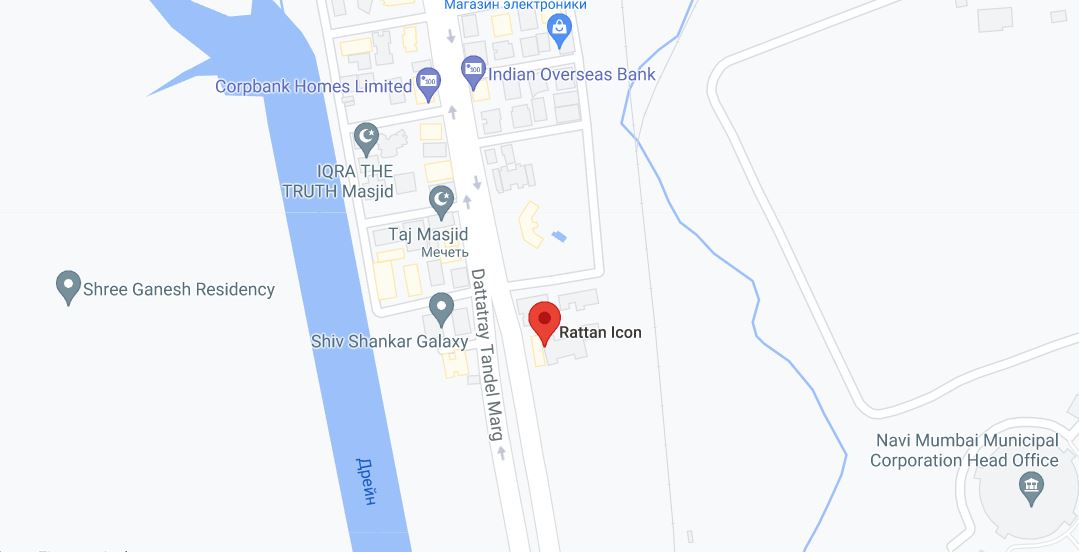 Магазин электроники
Indian Overseas Bank
Corpbank Homes Limited
IQRA THE
TRUTH Masjid
Taj Masjid
Мечеть
Shree Ganesh Residency
Dattatray Tandel Marg
Rattan Icon
Shiv Shankar Galaxy
Navi Mumbai Municipal
Corporation Head Office
Дрейн